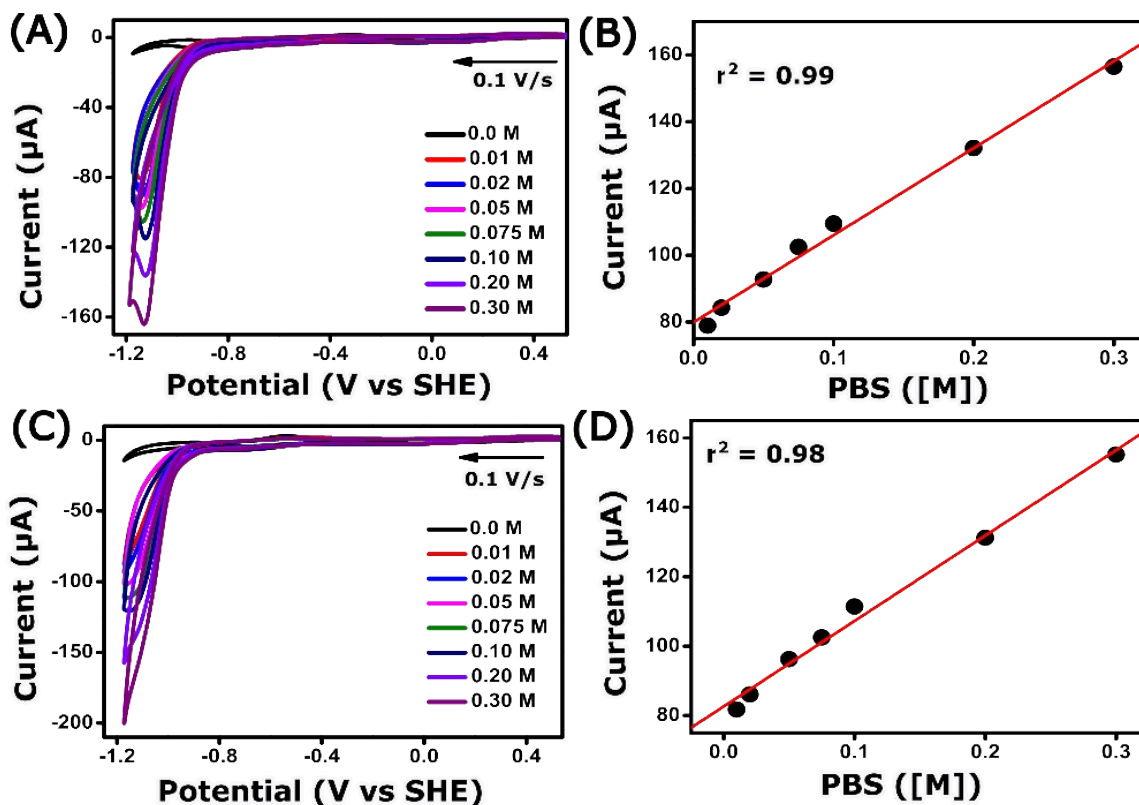 (A)
0
-40
-80
-120
-160
Current (µA)
0.1 V/s
0.0 M
0.01 M
0.02 M
0.05 M
0.075 M
0.10 M
0.20 M
0.30 M
-1.2 -0.8 -0.4 0.0 0.4
Potential (V vs SHE)
(B)
r² = 0.99
160
140
120
100
80
Current (µA)
0.0 0.1 0.2 0.3
PBS ([M])
(C)
0
-50
-100
-150
-200
Current (µA)
0.1 V/s
0.0 M
0.01 M
0.02 M
0.05 M
0.075 M
0.10 M
0.20 M
0.30 M
-1.2 -0.8 -0.4 0.0 0.4
Potential (V vs SHE)
(D)
r² = 0.98
160
140
120
100
80
Current (µA)
0.0 0.1 0.2 0.3
PBS ([M])